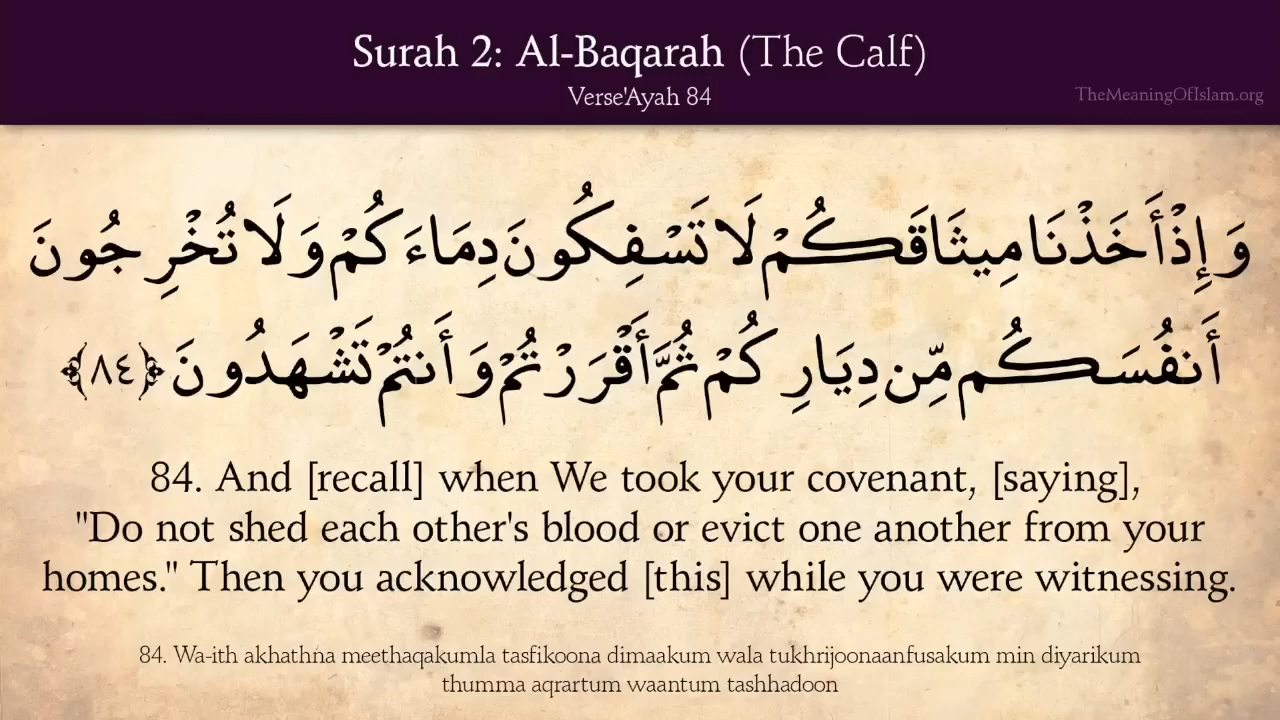 Surah 2: Al-Baqarah (The Calf)
Verse'Ayah 84
TheMeaningOfIslam.org
وَإِذْ أَخَذْنَا مِيثَاقَكُمْ لَا تَسْفِكُونَ دِمَاءَكُمْ وَلَا تُخْرِجُونَ
أَنفُسَكُم مِّن دِيَارِكُمْ ثُمَّ أَقْرَرْتُمْ وَأَنتُمْ تَشْهَدُونَ ﴿٨٤﴾
84. And [recall] when We took your covenant, [saying],
"Do not shed each other's blood or evict one another from your
homes." Then you acknowledged [this] while you were witnessing.
84. Wa-ith akhathna meethaqakumla tasfikoona dimaakum wala tukhrijoonaanfusakum min diyarikum
thumma aqrartum waantum tashhadoon